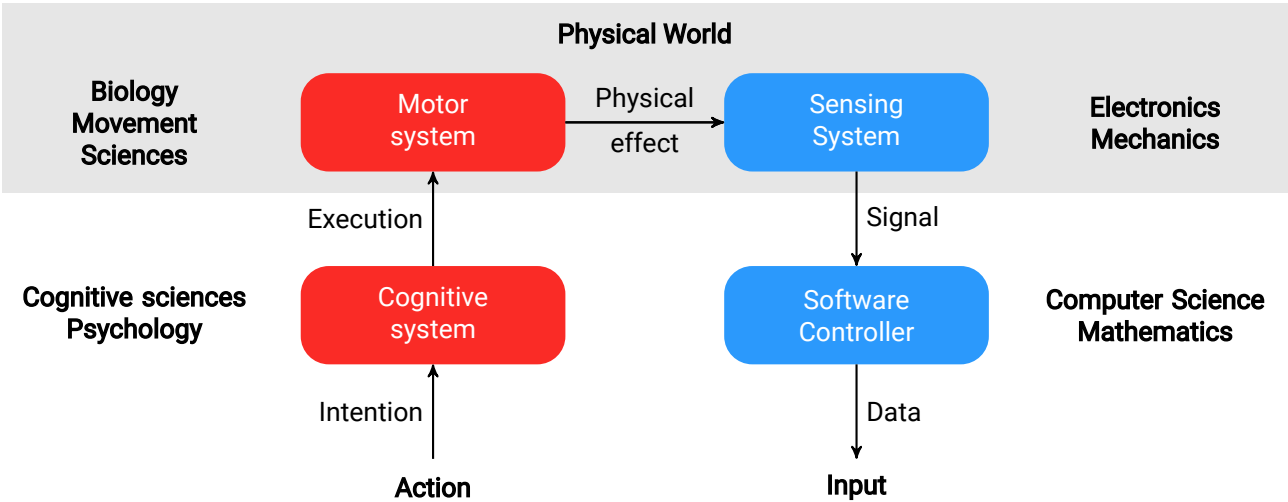 Physical World
Biology
Movement
Sciences
Motor
system
Physical
effect
Sensing
System
Electronics
Mechanics
Execution
Signal
Cognitive sciences
Psychology
Cognitive
system
Software
Controller
Computer Science
Mathematics
Intention
Data
Action
Input